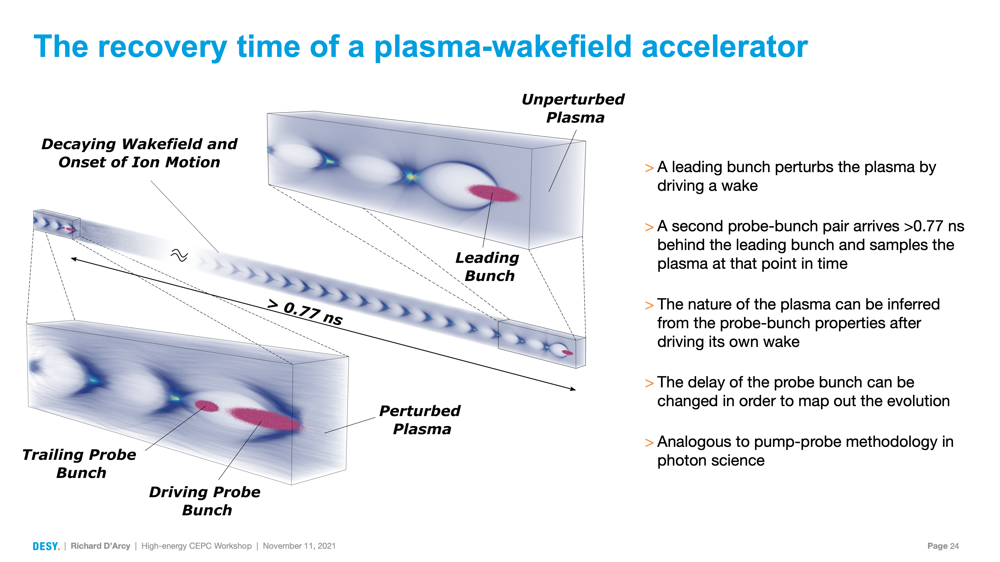 The recovery time of a plasma-wakefield accelerator
Unperturbed
Plasma
Decaying Wakefield and
Onset of Ion Motion
Leading
Bunch
> 0.77 ns
Perturbed
Plasma
Trailing Probe
Bunch
Driving Probe
Bunch
> A leading bunch perturbs the plasma by
driving a wake
> A second probe-bunch pair arrives >0.77 ns
behind the leading bunch and samples the
plasma at that point in time
> The nature of the plasma can be inferred
from the probe-bunch properties after
driving its own wake
> The delay of the probe bunch can be
changed in order to map out the evolution
> Analogous to pump-probe methodology in
photon science
DESY. | Richard D'Arcy | High-energy CEPC Workshop | November 11, 2021
Page 24